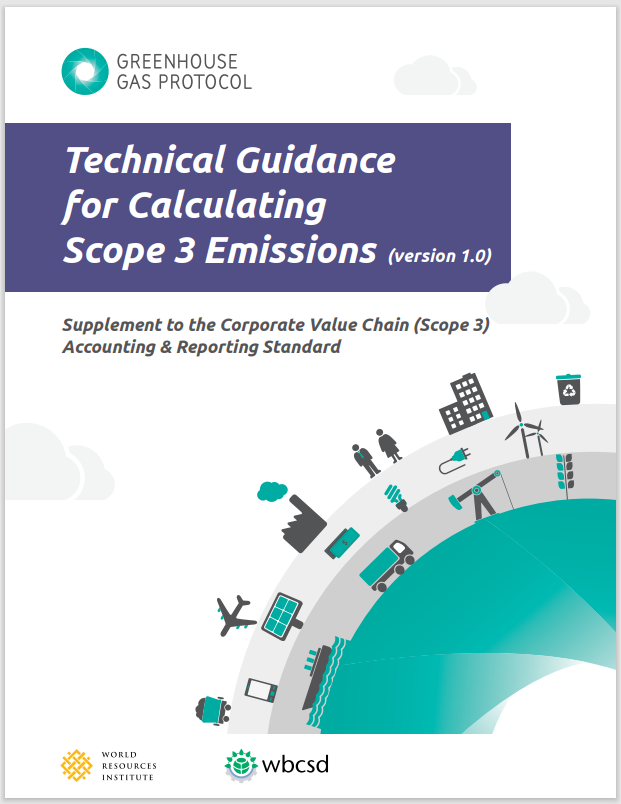 GREENHOUSE
GAS PROTOCOL
Technical Guidance
for Calculating
Scope 3 Emissions (version 1.0)
Supplement to the Corporate Value Chain (Scope 3)
Accounting & Reporting Standard
WORLD
RESOURCES
INSTITUTE
wbcsd